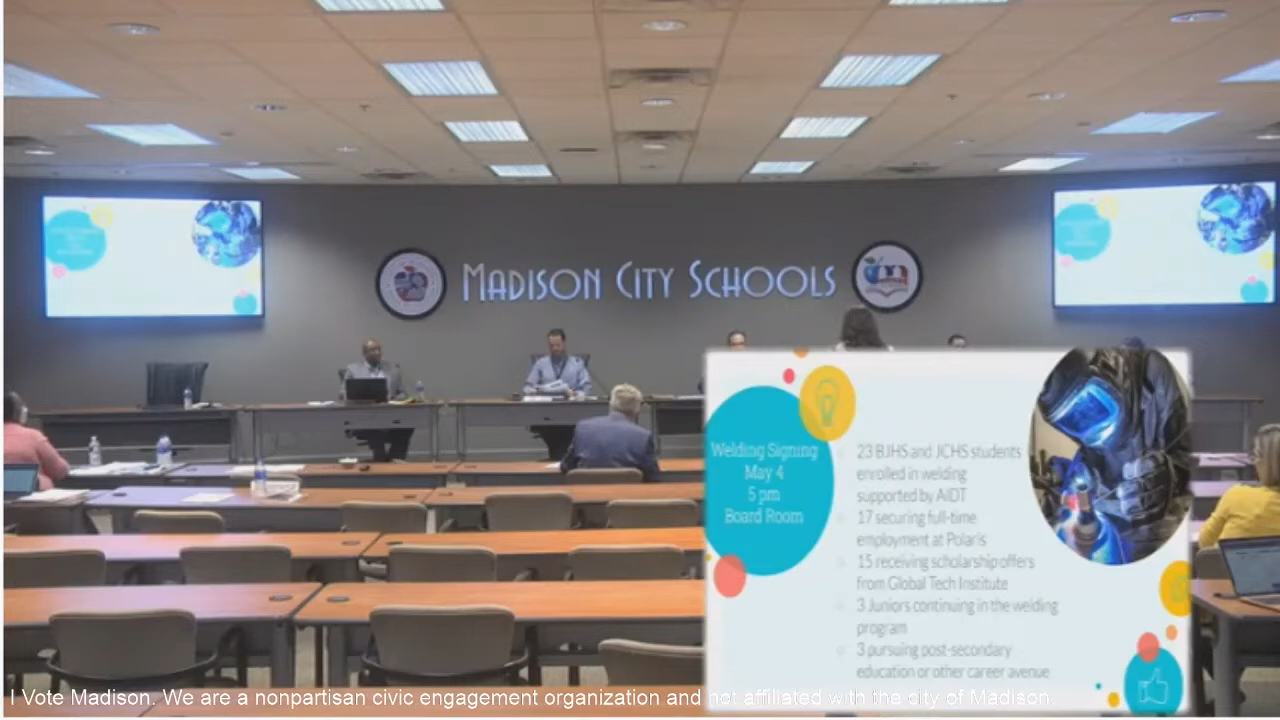 MADISON CITY SCHOOLS
Welding Signing
May 4
5 pm
Board Room
23 BJHS and JCHS students
enrolled in welding
supported by AIDT
17 securing full-time
employment at Polaris
15 receiving scholarship offers
from Global Tech Institute
3 Juniors continuing in the welding
program
3 pursuing post-secondary
education or other career avenue
I Vote Madison. We are a nonpartisan civic engagement organization and not affiliated with the city of Madison.